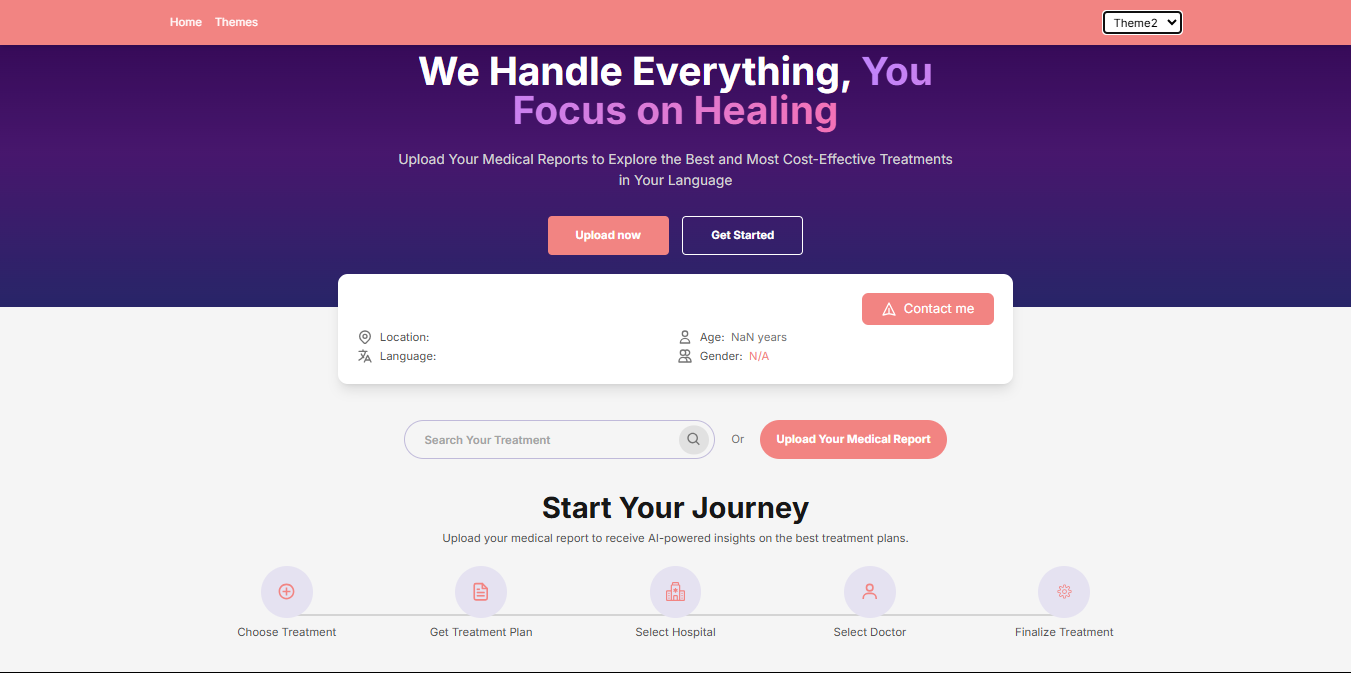 Home Themes Theme2
We Handle Everything, You
Focus on Healing
Upload Your Medical Reports to Explore the Best and Most Cost-Effective Treatments
in Your Language
Upload now Get Started
Contact me
Location: Age: NaN years
Language: Gender: N/A
Search Your Treatment Or Upload Your Medical Report
Start Your Journey
Upload your medical report to receive AI-powered insights on the best treatment plans.
Choose Treatment Get Treatment Plan Select Hospital Select Doctor Finalize Treatment